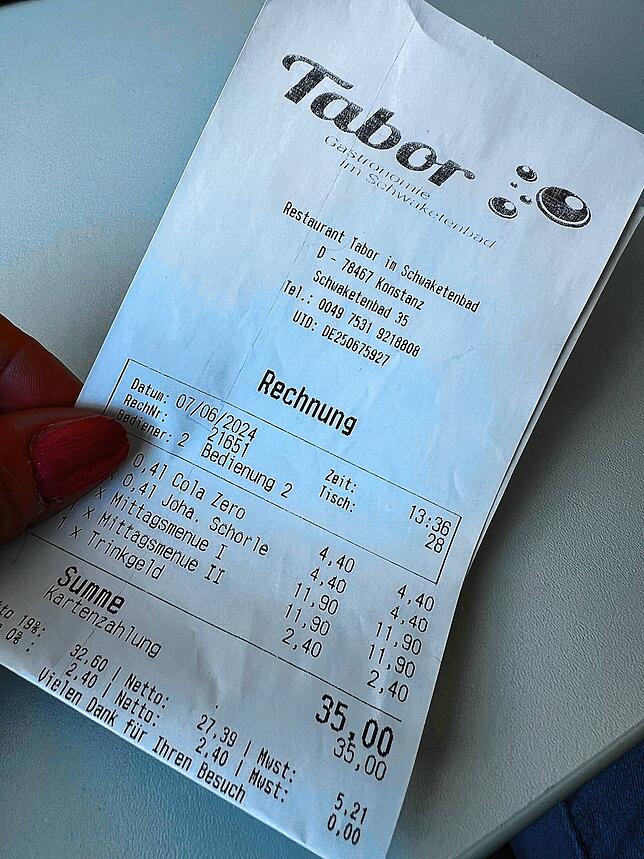 Tabor
Gastronomie
im Schwaketenbad
Restaurant Tabor im Schwaketenbad
D - 78467 Konstanz
Schwaketenbad 35
Tel.: 0049 7531 9218808
UID: DE250675927
Rechnung
Datum: 07/06/2024 Zeit: 13:36
RechNr: 21651 Tisch: 28
Bediener: 2 Bedienung 2
0,4l Cola Zero 4,40 4,40
0,4l Joha. Schorle 4,40 4,40
x Mittagsmenue I 11,90 11,90
x Mittagsmenue II 11,90 11,90
1 x Trinkgeld 2,40 2,40
Summe 35,00
Kartenzahlung 35,00
19%: 32,60 | Netto: 27,39 | Mwst: 5,21
0%: 2,40 | Netto: 2,40 | Mwst: 0,00
Vielen Dank für Ihren Besuch